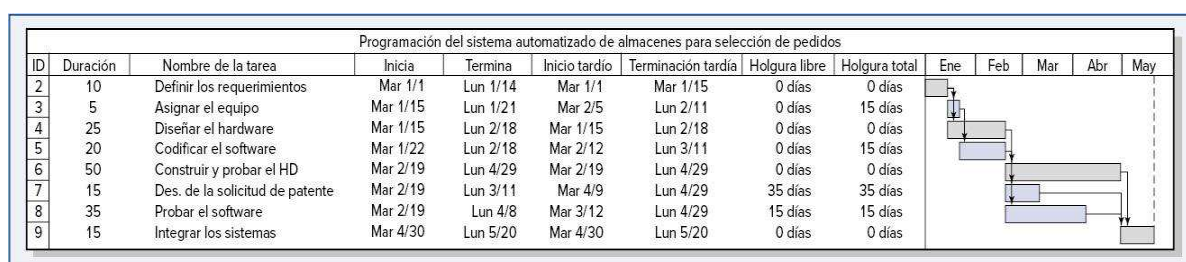 Programación del sistema automatizado de almacenes para selección de pedidos
ID Duración Nombre de la tarea Inicia Termina Inicio tardío Terminación tardía Holgura libre Holgura total Ene Feb Mar Abr May
2 10 Definir los requerimientos Mar 1/1 Lun 1/14 Mar 1/1 Mar 1/15 0 días 0 días
3 5 Asignar el equipo Mar 1/15 Lun 1/21 Mar 2/5 Lun 2/11 0 días 15 días
4 25 Diseñar el hardware Mar 1/15 Lun 2/18 Mar 1/15 Lun 2/18 0 días 0 días
5 20 Codificar el software Mar 1/22 Lun 2/18 Mar 2/12 Lun 3/11 0 días 15 días
6 50 Construir y probar el HD Mar 2/19 Lun 4/29 Mar 2/19 Lun 4/29 0 días 0 días
7 15 Des. de la solicitud de patente Mar 2/19 Lun 3/11 Mar 4/9 Lun 4/29 35 días 35 días
8 35 Probar el software Mar 2/19 Lun 4/8 Mar 3/12 Lun 4/29 15 días 15 días
9 15 Integrar los sistemas Mar 4/30 Lun 5/20 Mar 4/30 Lun 5/20 0 días 0 días